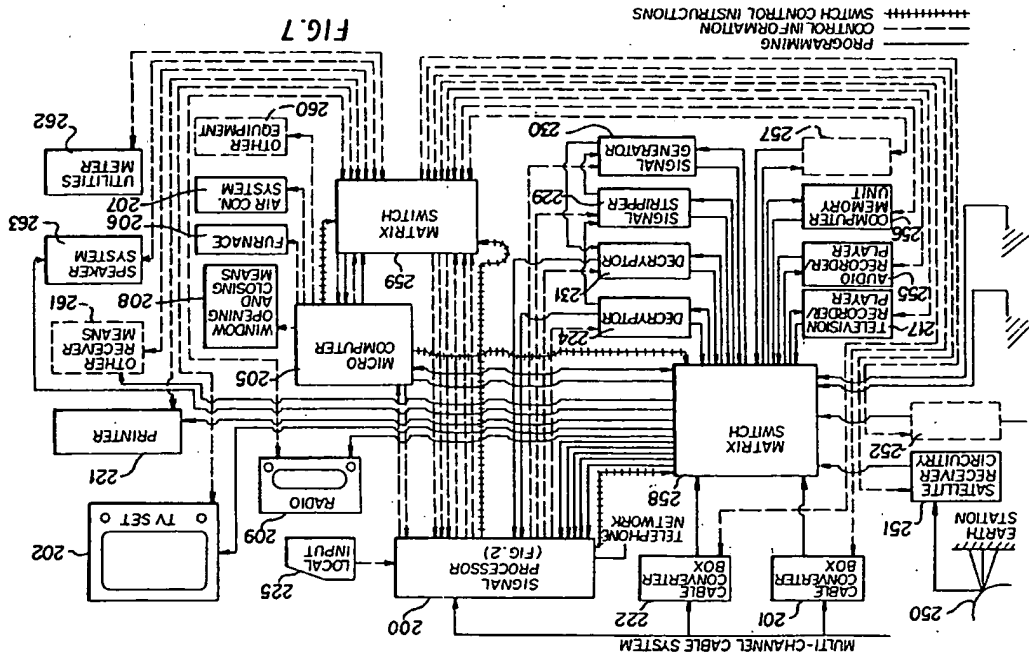 MULTI-CHANNEL CABLE SYSTEM
250
EARTH
STATION
201
CABLE
CONVERTER
BOX
222
CABLE
CONVERTER
BOX
200
SIGNAL
PROCESSOR
(FIG.2)
225
LOCAL
INPUT
202
TV SET
TELEPHONE
NETWORK
209
RADIO
251
SATELLITE
RECEIVER
CIRCUITRY
252
258
MATRIX
SWITCH
221
PRINTER
217
TELEVISION
RECORDER/
PLAYER
224
DECRYPTOR
205
MICRO
COMPUTER
208
WINDOW
OPENING
AND
CLOSING
MEANS
261
OTHER
RECEIVER
MEANS
255
AUDIO
RECORDER/
PLAYER
231
DECRYPTOR
206
FURNACE
263
SPEAKER
SYSTEM
256
COMPUTER
MEMORY
UNIT
229
SIGNAL
STRIPPER
259
MATRIX
SWITCH
207
AIR CON.
SYSTEM
262
UTILITIES
METER
257
230
SIGNAL
GENERATOR
260
OTHER
EQUIPMENT
FIG.7
PROGRAMMING
CONTROL INFORMATION
SWITCH CONTROL INSTRUCTIONS